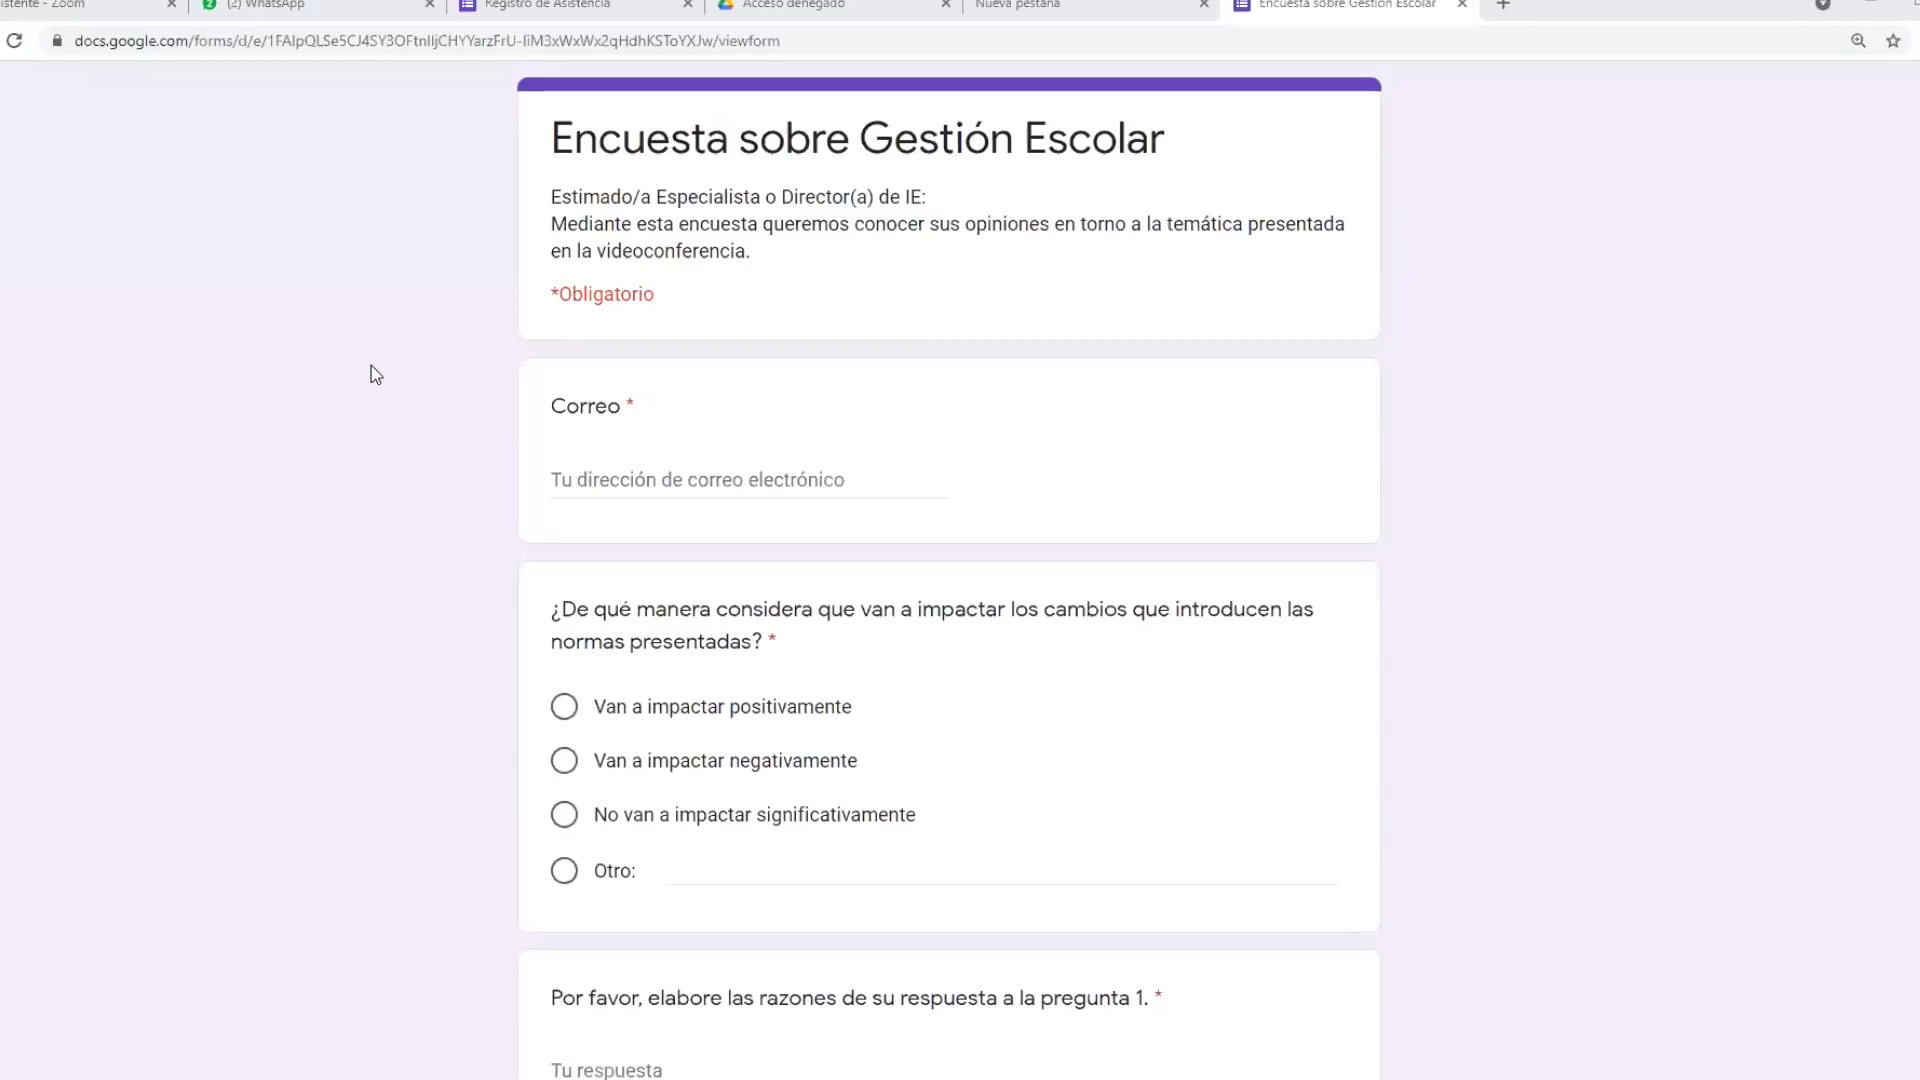 istente - Zoom
(2) WhatsApp
Registro de Asistencia
Acceso denegado
Nueva pestaña
Encuesta sobre Gestión Escolar
docs.google.com/forms/d/e/1FAIpQLSe5CJ4SY3OFtnIljCHYYarzFrU-IiM3xWxWx2qHdhKSToYXJw/viewform
Encuesta sobre Gestión Escolar
Estimado/a Especialista o Director(a) de IE:
Mediante esta encuesta queremos conocer sus opiniones en torno a la temática presentada
en la videoconferencia.
*Obligatorio
Correo *
Tu dirección de correo electrónico
¿De qué manera considera que van a impactar los cambios que introducen las
normas presentadas? *
Van a impactar positivamente
Van a impactar negativamente
No van a impactar significativamente
Otro:
Por favor, elabore las razones de su respuesta a la pregunta 1. *
Tu respuesta